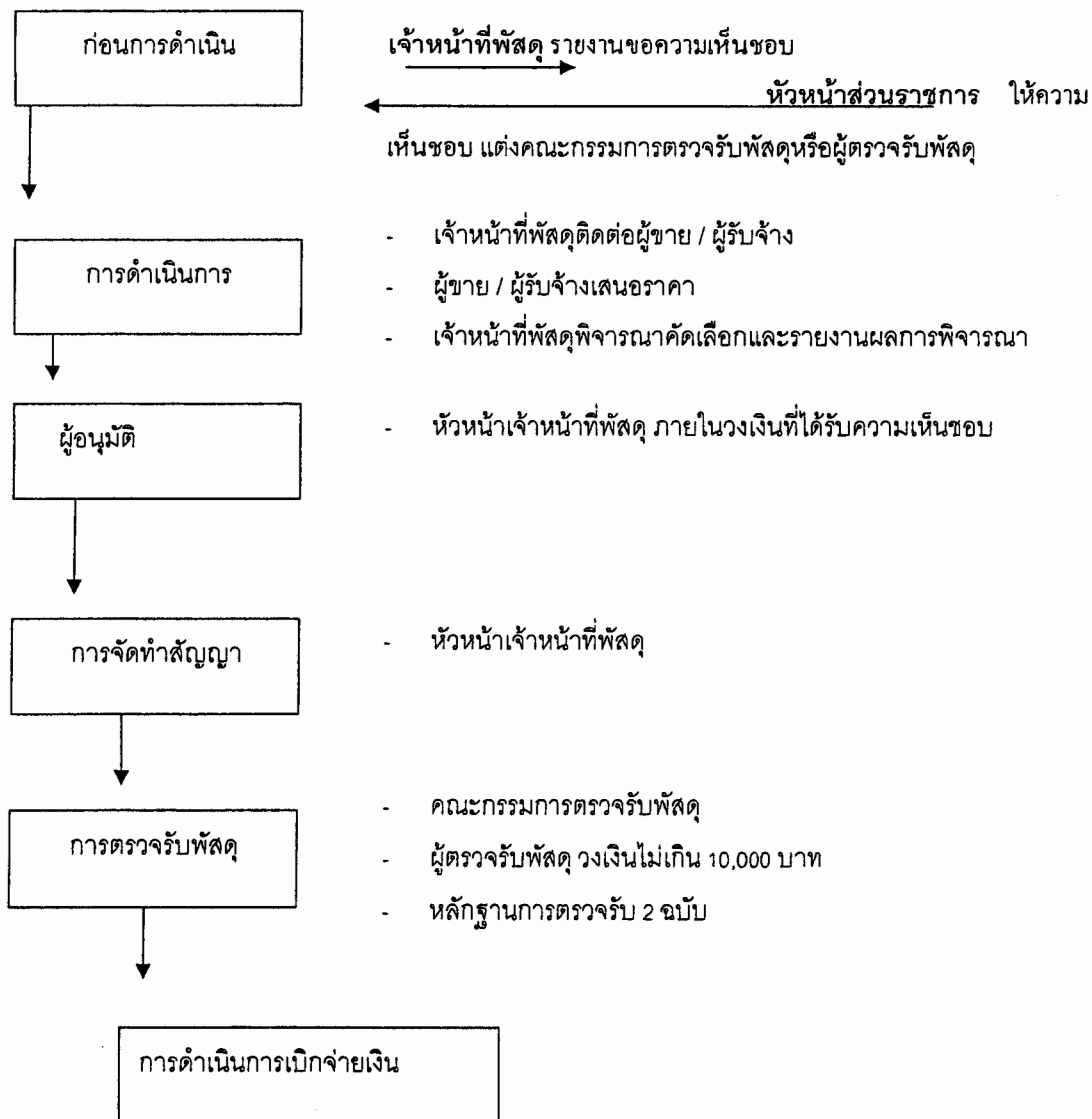 ก่อนการดำเนิน
เจ้าหน้าที่พัสดุ รายงานขอความเห็นชอบ
หัวหน้าส่วนราชการ ให้ความ
เห็นชอบ แต่งคณะกรรมการตรวจรับพัสดุหรือผู้ตรวจรับพัสดุ
การดำเนินการ
- เจ้าหน้าที่พัสดุติดต่อผู้ขาย / ผู้รับจ้าง
- ผู้ขาย / ผู้รับจ้างเสนอราคา
- เจ้าหน้าที่พัสดุพิจารณาคัดเลือกและรายงานผลการพิจารณา
ผู้อนุมัติ
- หัวหน้าเจ้าหน้าที่พัสดุ ภายในวงเงินที่ได้รับความเห็นชอบ
การจัดทำสัญญา
- หัวหน้าเจ้าหน้าที่พัสดุ
การตรวจรับพัสดุ
- คณะกรรมการตรวจรับพัสดุ
- ผู้ตรวจรับพัสดุ วงเงินไม่เกิน 10,000 บาท
- หลักฐานการตรวจรับ 2 ฉบับ
การดำเนินการเบิกจ่ายเงิน